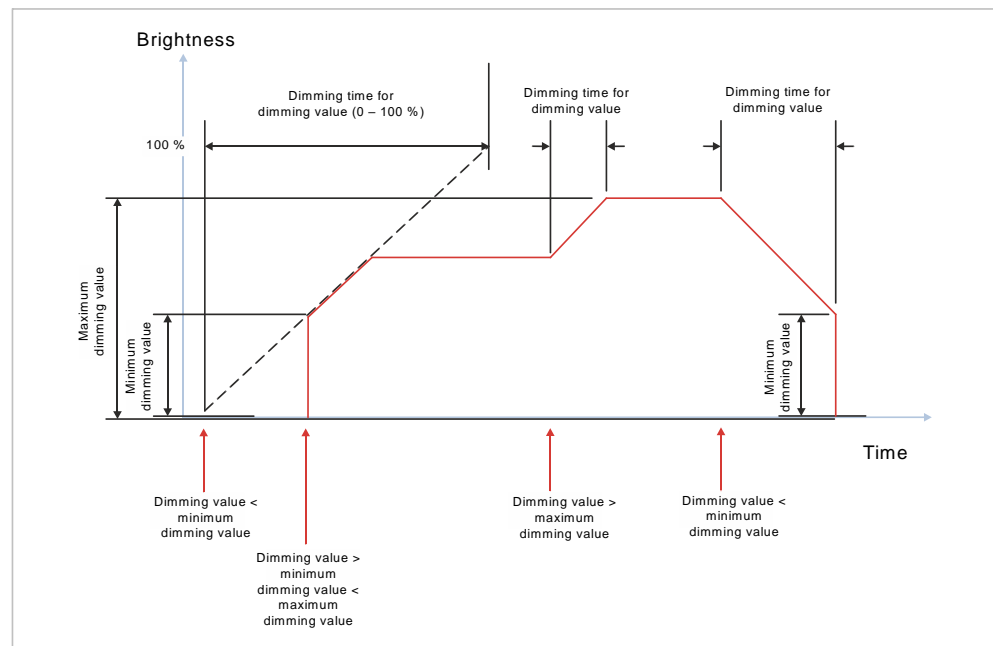 Brightness
Dimming time for
dimming value (0 – 100 %)
Dimming time for
dimming value
Dimming time for
dimming value
100 %
Maximum
dimming value
Minimum
dimming value
Minimum
dimming value
Time
Dimming value <
minimum
dimming value
Dimming value >
minimum
dimming value <
maximum
dimming value
Dimming value >
maximum
dimming value
Dimming value <
minimum
dimming value